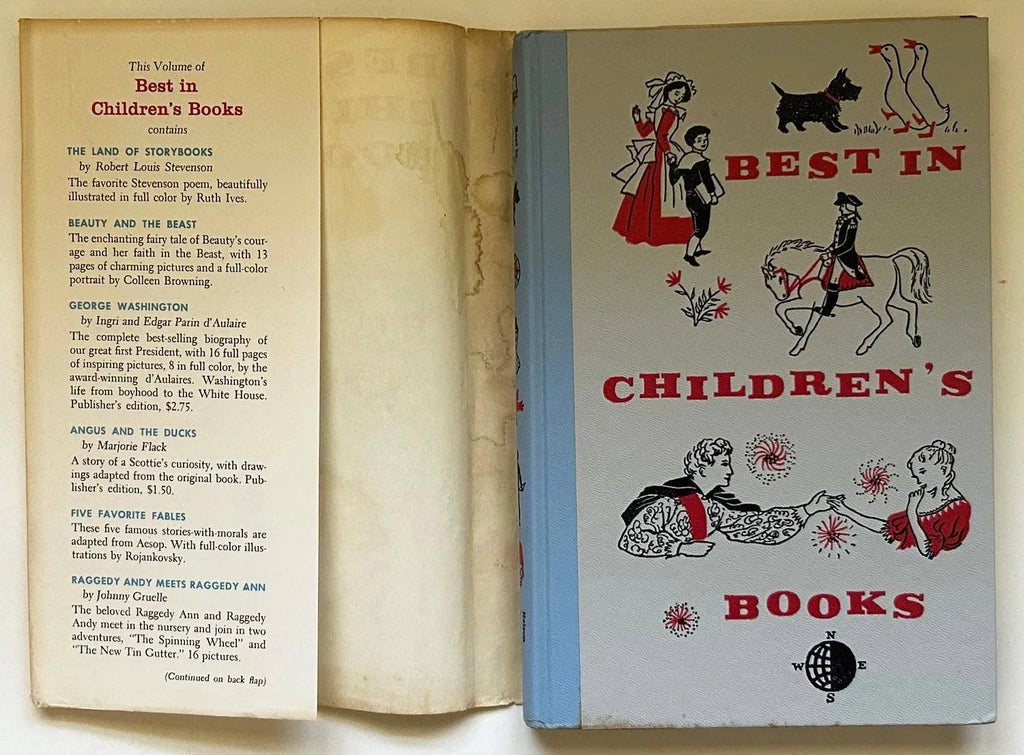 This Volume of
Best in
Children's Books
contains
THE LAND OF STORYBOOKS
by Robert Louis Stevenson
The favorite Stevenson poem, beautifully
illustrated in full color by Ruth Ives.
BEAUTY AND THE BEAST
The enchanting fairy tale of Beauty's cour-
age and her faith in the Beast, with 13
pages of charming pictures and a full-color
portrait by Colleen Browning.
GEORGE WASHINGTON
by Ingri and Edgar Parin d'Aulaire
The complete best-selling biography of
our great first President, with 16 full pages
of inspiring pictures, 8 in full color, by the
award-winning d'Aulaires. Washington's
life from boyhood to the White House.
Publisher's edition, $2.75.
ANGUS AND THE DUCKS
by Marjorie Flack
A story of a Scottie's curiosity, with draw-
ings adapted from the original book. Pub-
lisher's edition, $1.50.
FIVE FAVORITE FABLES
These five famous stories-with-morals are
adapted from Aesop. With full-color illus-
trations by Rojankovsky.
RAGGEDY ANDY MEETS RAGGEDY ANN
by Johnny Gruelle
The beloved Raggedy Ann and Raggedy
Andy meet in the nursery and join in two
adventures, "The Spinning Wheel" and
"The New Tin Gutter." 16 pictures.
(Continued on back flap)
BEST IN
CHILDREN'S
BOOKS
N
W E
S